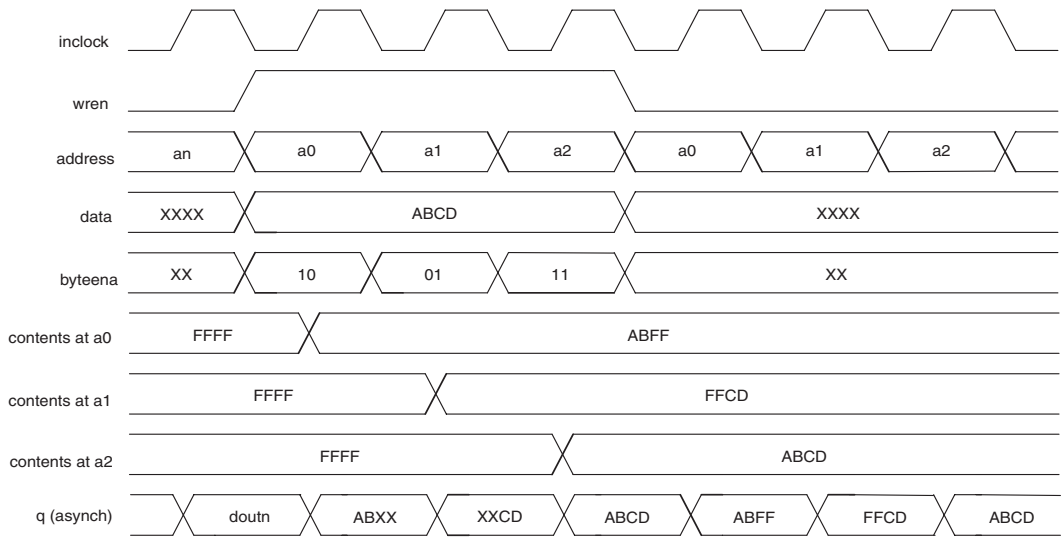 inclock
wren
address an a0 a1 a2 a0 a1 a2
data XXXX ABCD XXXX
byteena XX 10 01 11 XX
contents at a0 FFFF ABFF
contents at a1 FFFF FFCD
contents at a2 FFFF ABCD
q (asynch) doutn ABXX XXCD ABCD ABFF FFCD ABCD